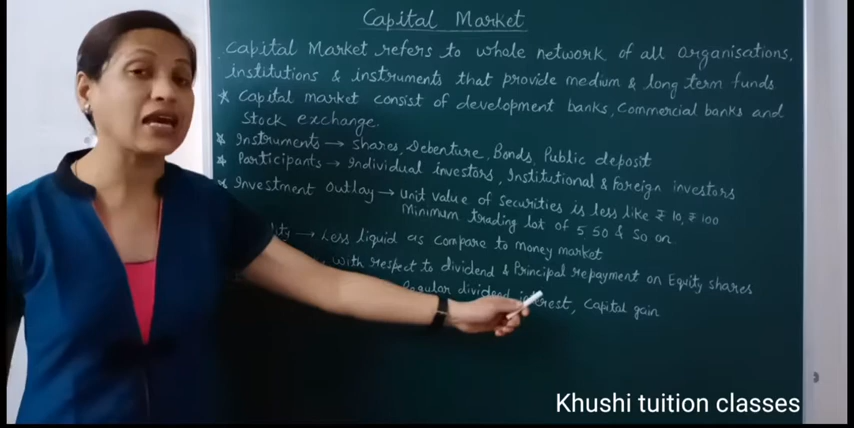 Capital Market
Capital Market refers to whole network of all organisations,
institutions & instruments that provide medium & long term funds
* Capital market consist of development banks, Commercial banks and
Stock exchange.
* Instruments → Shares, Debenture, Bonds, Public deposit
* Participants → Individual investors, Institutional & Foreign investors
* Investment Outlay → Unit value of Securities is less like ₹ 10, ₹ 100
Minimum trading lot of 5 50 & So on
→ Less liquid as compare to money market
with respect to dividend & Principal repayment on Equity shares
Regular dividend interest, Capital gain
Khushi tuition classes